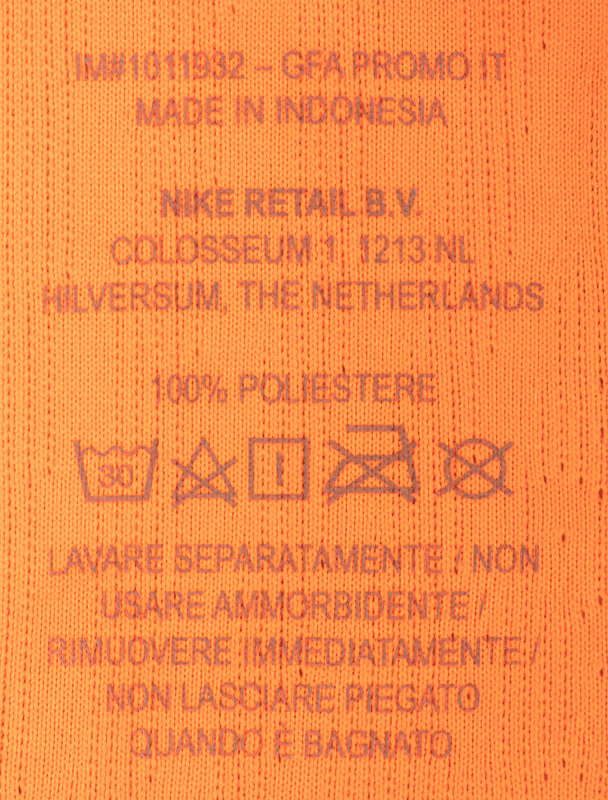 IM#1011932 – GFA PROMO IT
MADE IN INDONESIA
NIKE RETAIL B.V.
COLOSSEUM 1 1213 NL
HILVERSUM, THE NETHERLANDS
100% POLIESTERE
30
LAVARE SEPARATAMENTE / NON
USARE AMMORBIDENTE /
RIMUOVERE IMMEDIATAMENTE /
NON LASCIARE PIEGATO
QUANDO È BAGNATO